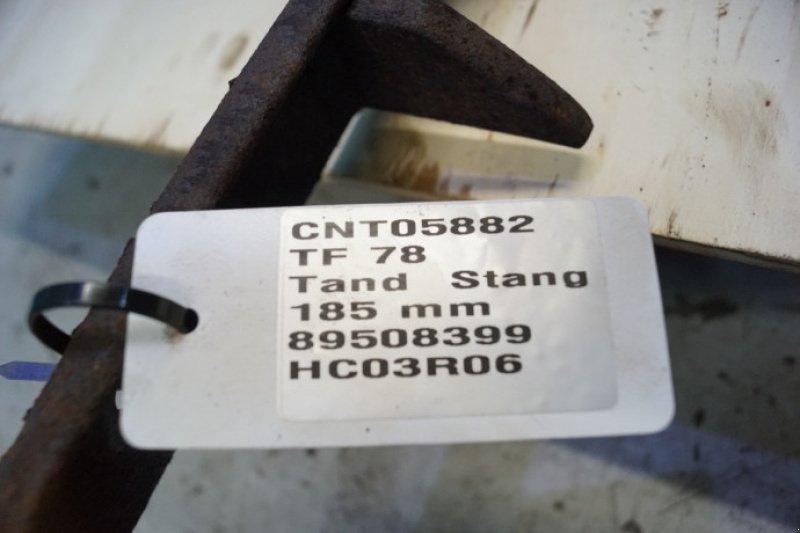 CNT05882
TF 78
Tand Stang
185 mm
89508399
HC03R06